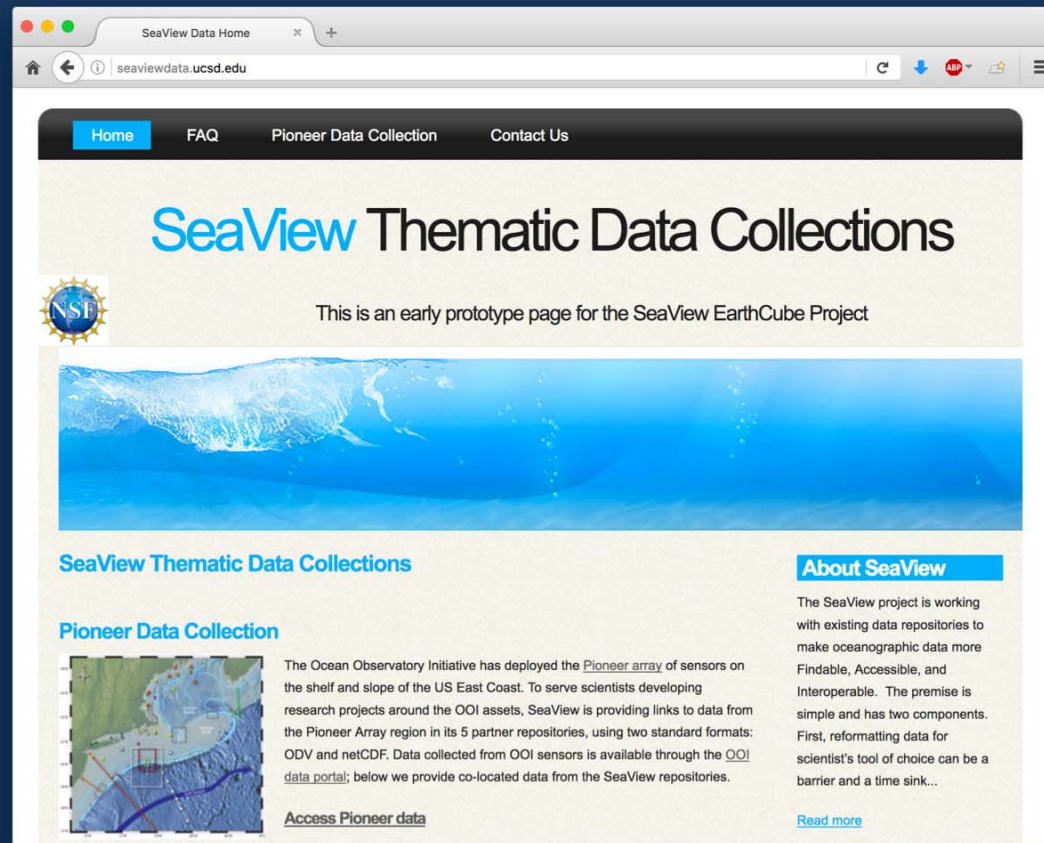 SeaView Data Home
seaviewdata.ucsd.edu
ABP
Home FAQ Pioneer Data Collection Contact Us
SeaView Thematic Data Collections
NSF
This is an early prototype page for the SeaView EarthCube Project
SeaView Thematic Data Collections
Pioneer Data Collection
The Ocean Observatory Initiative has deployed the Pioneer array of sensors on
the shelf and slope of the US East Coast. To serve scientists developing
research projects around the OOI assets, SeaView is providing links to data from
the Pioneer Array region in its 5 partner repositories, using two standard formats:
ODV and netCDF. Data collected from OOI sensors is available through the OOI
data portal; below we provide co-located data from the SeaView repositories.
Access Pioneer data
About SeaView
The SeaView project is working
with existing data repositories to
make oceanographic data more
Findable, Accessible, and
Interoperable. The premise is
simple and has two components.
First, reformatting data for
scientist's tool of choice can be a
barrier and a time sink...
Read more